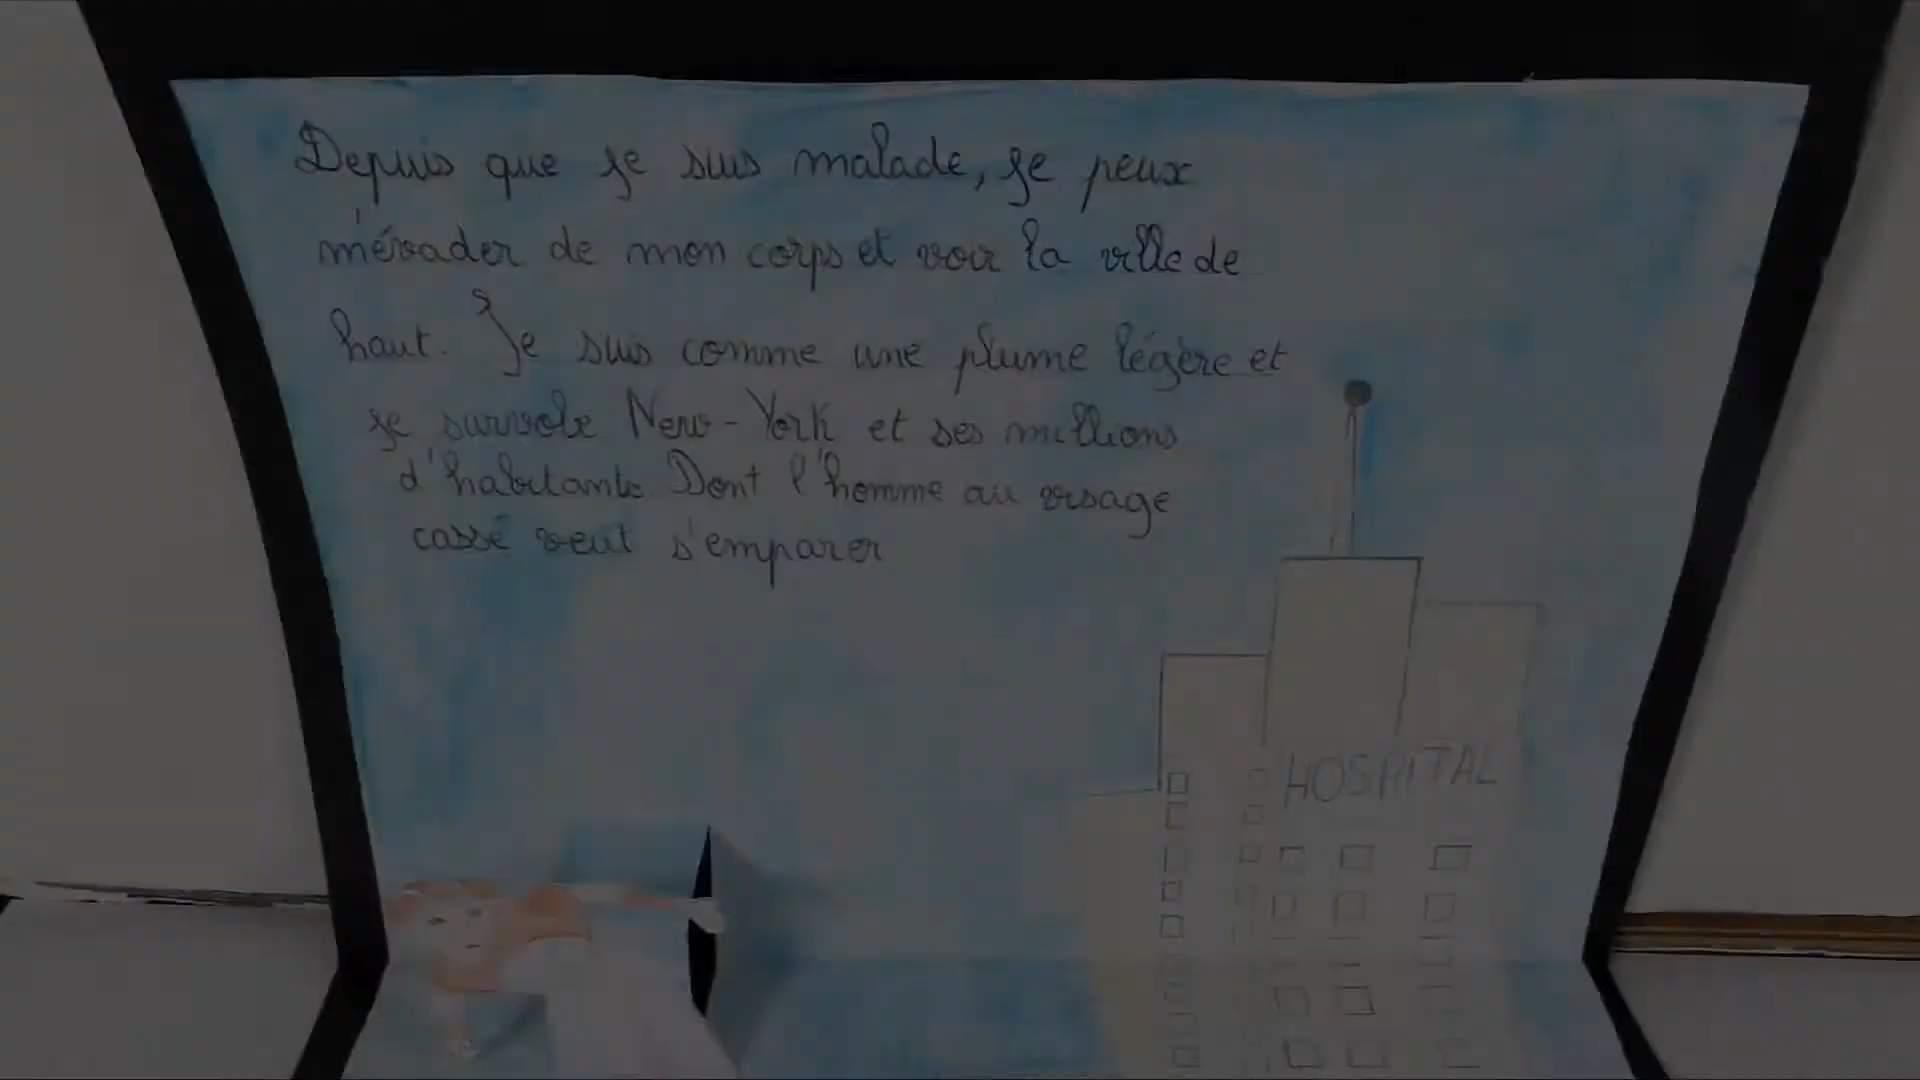 Depuis que je suis malade, je peux
m'évader de mon corps et voir la ville de
haut. Je suis comme une plume légère et
je survole New-York et ses millions
d'habitants. Dont l'homme au visage
cassé veut s'emparer
HOSPITAL